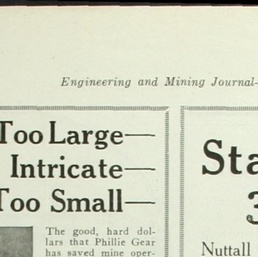 Engineering and Mining Journal-
Too Large—
Intricate—
Too Small—
The good, hard dol-
lars that Phillie Gear
has saved mine oper-
Sta
3
Nuttall